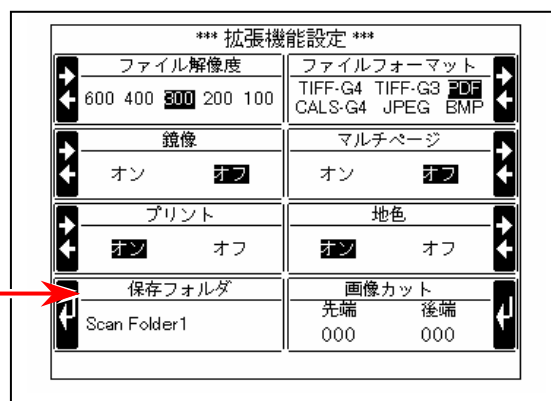 *** 拡張機能設定 ***
ファイル解像度
600 400 300 200 100
ファイルフォーマット
TIFF-G4 TIFF-G3 PDF
CALS-G4 JPEG BMP
鏡像
オン オフ
マルチページ
オン オフ
プリント
オン オフ
地色
オン オフ
保存フォルダ
Scan Folder1
画像カット
先端 後端
000 000